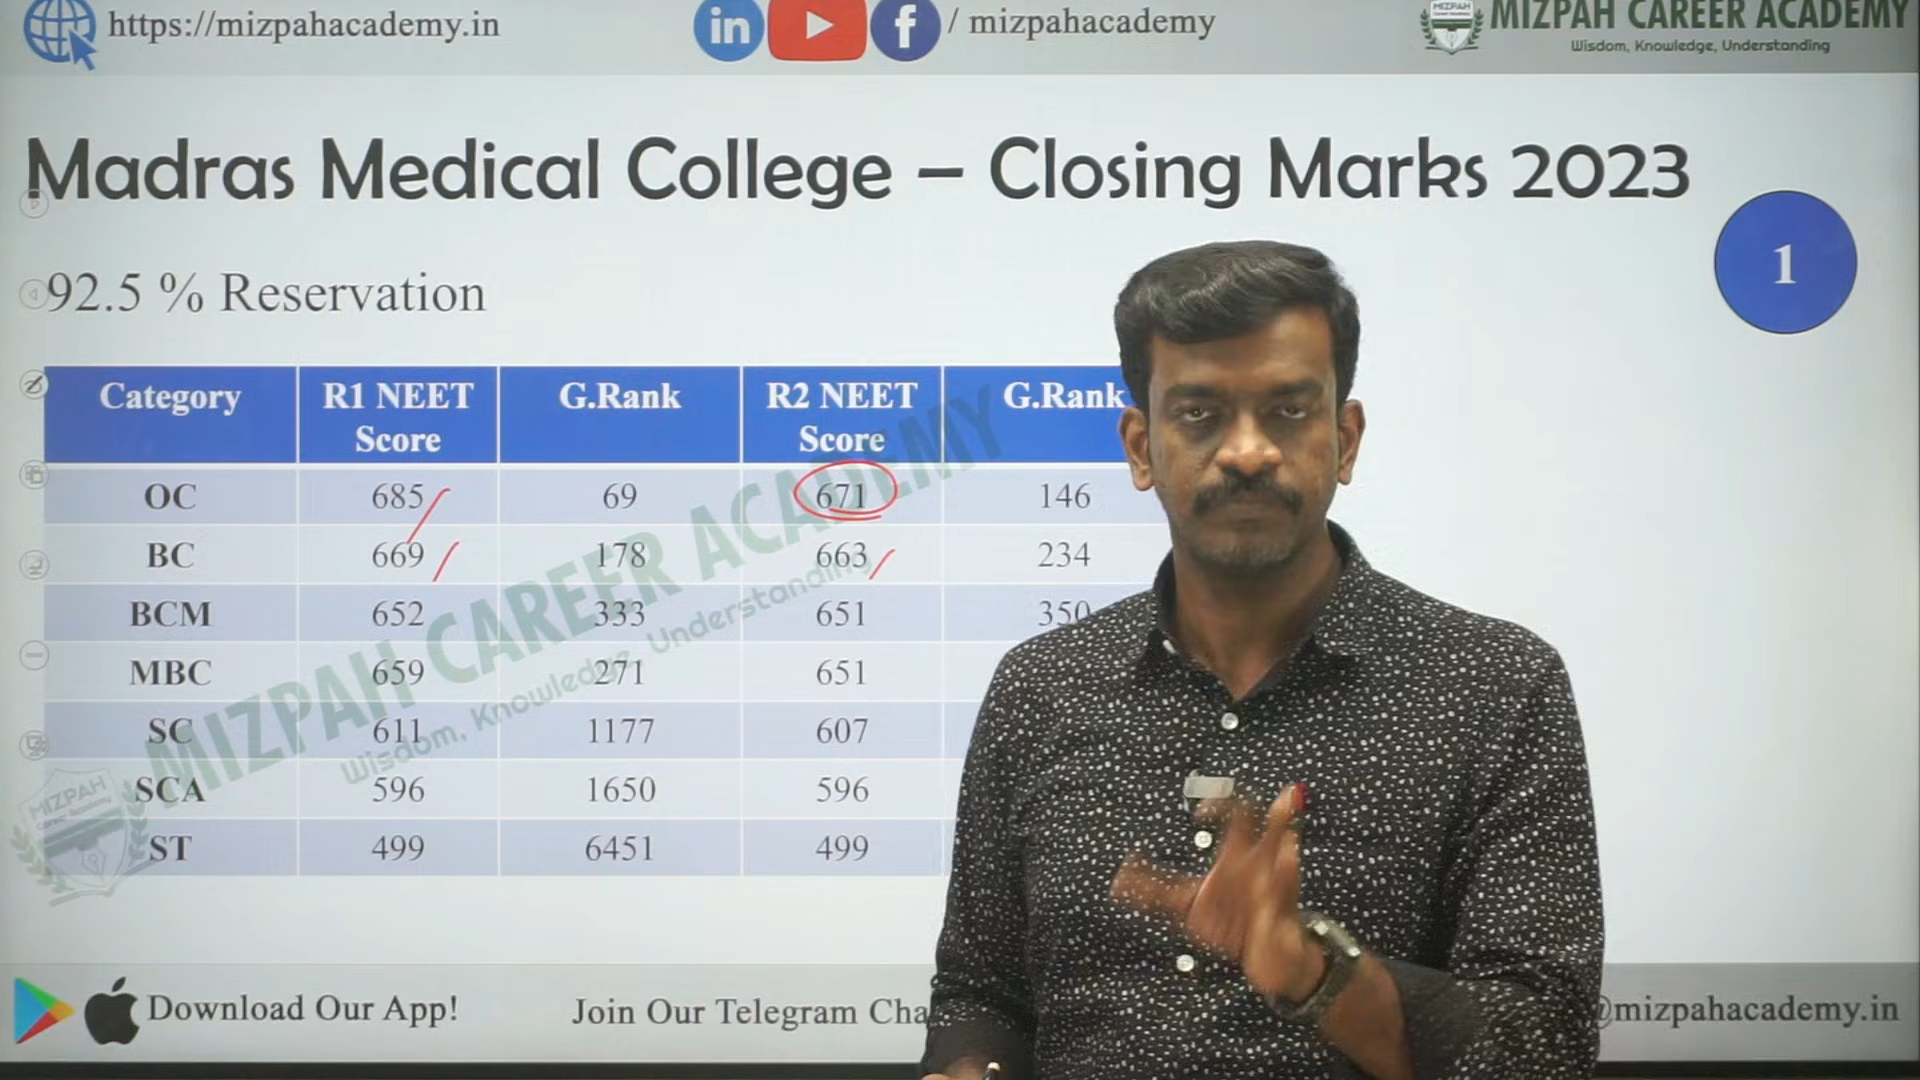 https://mizpahacademy.in
in
f
/ mizpahacademy
MIZPAH
MIZPAH CAREER ACADEMY
Wisdom, Knowledge, Understanding
Madras Medical College – Closing Marks 2023
1
92.5 % Reservation
Category R1 NEET Score G.Rank R2 NEET Score G.Rank
OC 685 69 671 146
BC 669 178 663 234
BCM 652 333 651 350
MBC 659 271 651
SC 611 1177 607
SCA 596 1650 596
ST 499 6451 499
MIZPAH CAREER ACADEMY
Wisdom, Knowledge, Understanding
MIZPAH
Download Our App!
Join Our Telegram Cha
@mizpahacademy.in